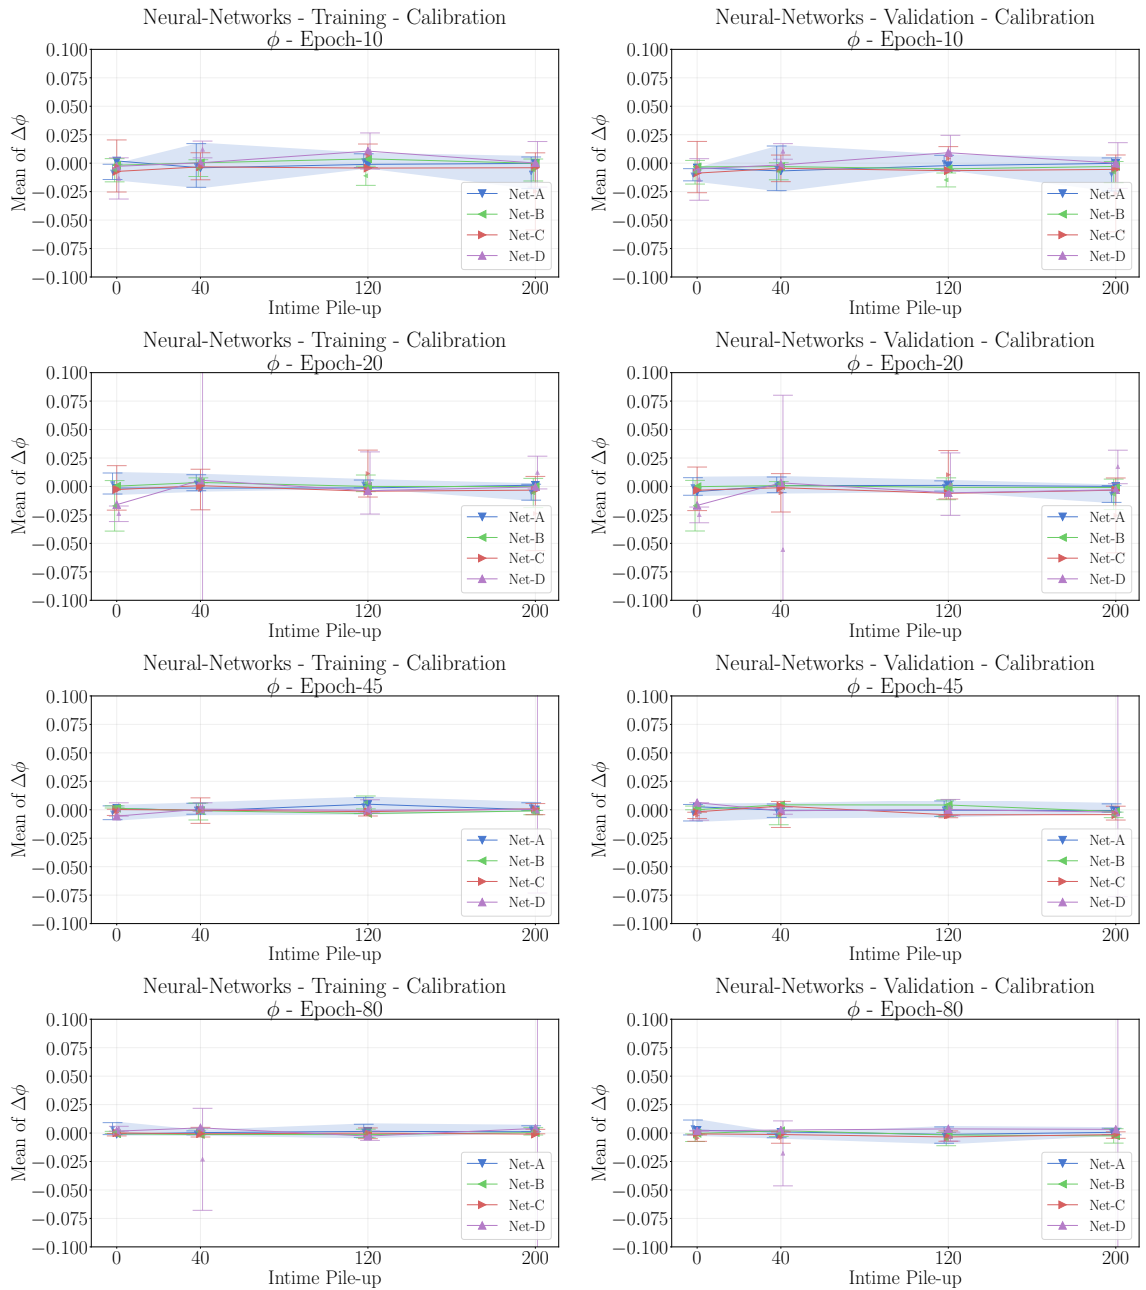 Neural-Networks - Training - Calibration
ϕ - Epoch-10
0.100
0.075
0.050
0.025
0.000
−0.025
−0.050
−0.075
−0.100
Mean of Δϕ
0 40 120 200
Intime Pile-up
Net-A
Net-B
Net-C
Net-D
Neural-Networks - Validation - Calibration
ϕ - Epoch-10
0.100
0.075
0.050
0.025
0.000
−0.025
−0.050
−0.075
−0.100
Mean of Δϕ
0 40 120 200
Intime Pile-up
Net-A
Net-B
Net-C
Net-D
Neural-Networks - Training - Calibration
ϕ - Epoch-20
0.100
0.075
0.050
0.025
0.000
−0.025
−0.050
−0.075
−0.100
Mean of Δϕ
0 40 120 200
Intime Pile-up
Net-A
Net-B
Net-C
Net-D
Neural-Networks - Validation - Calibration
ϕ - Epoch-20
0.100
0.075
0.050
0.025
0.000
−0.025
−0.050
−0.075
−0.100
Mean of Δϕ
0 40 120 200
Intime Pile-up
Net-A
Net-B
Net-C
Net-D
Neural-Networks - Training - Calibration
ϕ - Epoch-45
0.100
0.075
0.050
0.025
0.000
−0.025
−0.050
−0.075
−0.100
Mean of Δϕ
0 40 120 200
Intime Pile-up
Net-A
Net-B
Net-C
Net-D
Neural-Networks - Validation - Calibration
ϕ - Epoch-45
0.100
0.075
0.050
0.025
0.000
−0.025
−0.050
−0.075
−0.100
Mean of Δϕ
0 40 120 200
Intime Pile-up
Net-A
Net-B
Net-C
Net-D
Neural-Networks - Training - Calibration
ϕ - Epoch-80
0.100
0.075
0.050
0.025
0.000
−0.025
−0.050
−0.075
−0.100
Mean of Δϕ
0 40 120 200
Intime Pile-up
Net-A
Net-B
Net-C
Net-D
Neural-Networks - Validation - Calibration
ϕ - Epoch-80
0.100
0.075
0.050
0.025
0.000
−0.025
−0.050
−0.075
−0.100
Mean of Δϕ
0 40 120 200
Intime Pile-up
Net-A
Net-B
Net-C
Net-D